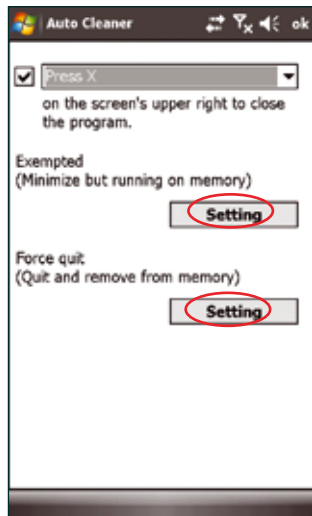 Auto Cleaner
ok
Press X
on the screen's upper right to close
the program.
Exempted
(Minimize but running on memory)
Setting
Force quit
(Quit and remove from memory)
Setting